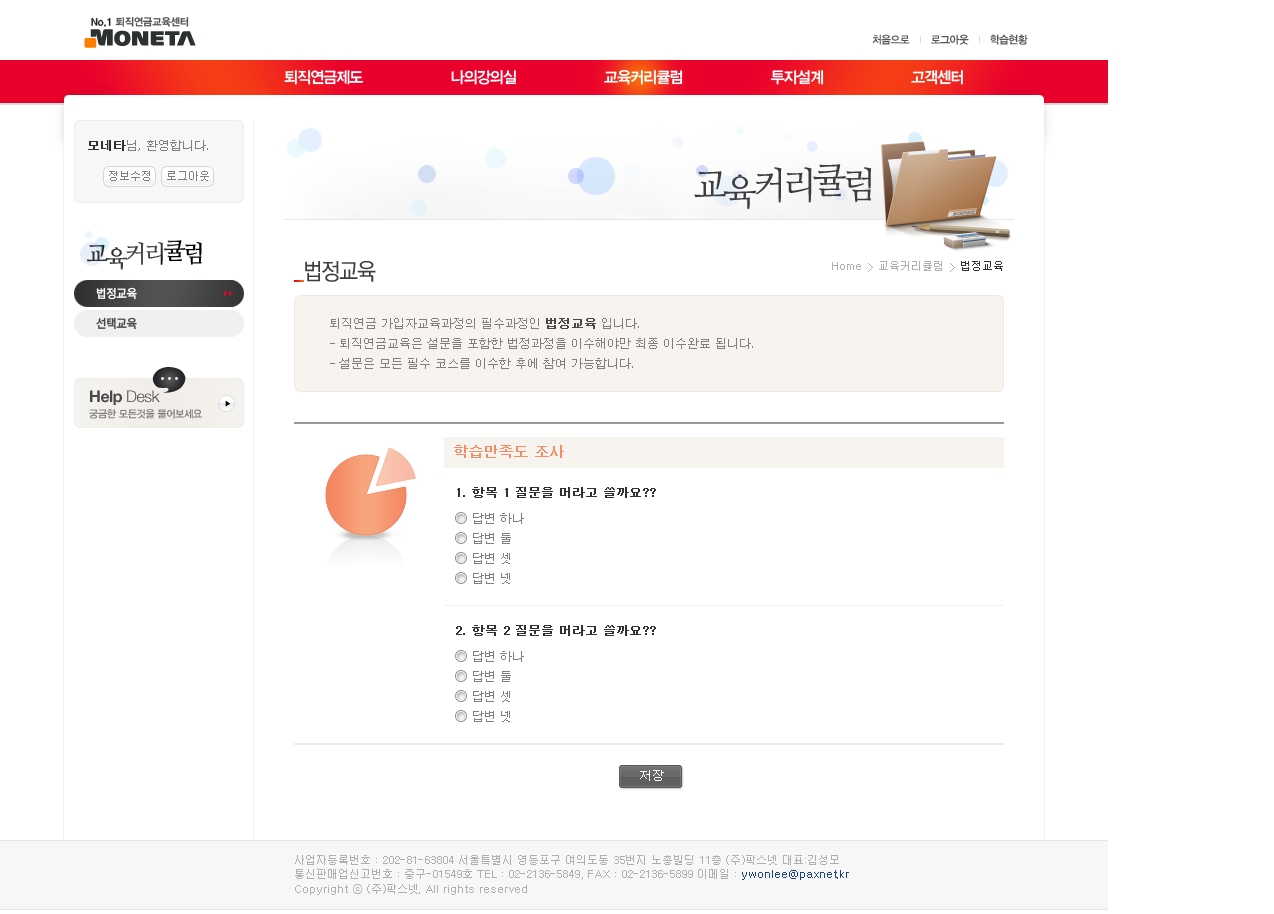 No.1 퇴직연금교육센터
MONETA
처음으로 로그아웃 학습현황
퇴직연금제도 나의강의실 교육커리큘럼 투자설계 고객센터
모네타님, 환영합니다.
정보수정 로그아웃
교육커리큘럼
법정교육
선택교육
Help Desk
궁금한 모든것을 물어보세요
교육커리큘럼
MONETA
법정교육
Home > 교육커리큘럼 > 법정교육
퇴직연금 가입자교육과정의 필수과정인 법정교육 입니다.
- 퇴직연금교육은 설문을 포함한 법정과정을 이수해야만 최종 이수완료 됩니다.
- 설문은 모든 필수 코스를 이수한 후에 참여 가능합니다.
학습만족도 조사
1. 항목 1 질문을 머라고 쓸까요??
답변 하나
답변 둘
답변 셋
답변 넷
2. 항목 2 질문을 머라고 쓸까요??
답변 하나
답변 둘
답변 셋
답변 넷
저장
사업자등록번호 : 202-81-63804 서울특별시 영등포구 여의도동 35번지 노총빌딩 11층 (주)팍스넷 대표:김성모
통신판매업신고번호 : 중구-01549호 TEL : 02-2136-5849, FAX : 02-2136-5899 이메일 : ywonlee@paxnet.kr
Copyright ⓒ (주)팍스넷, All rights reserved